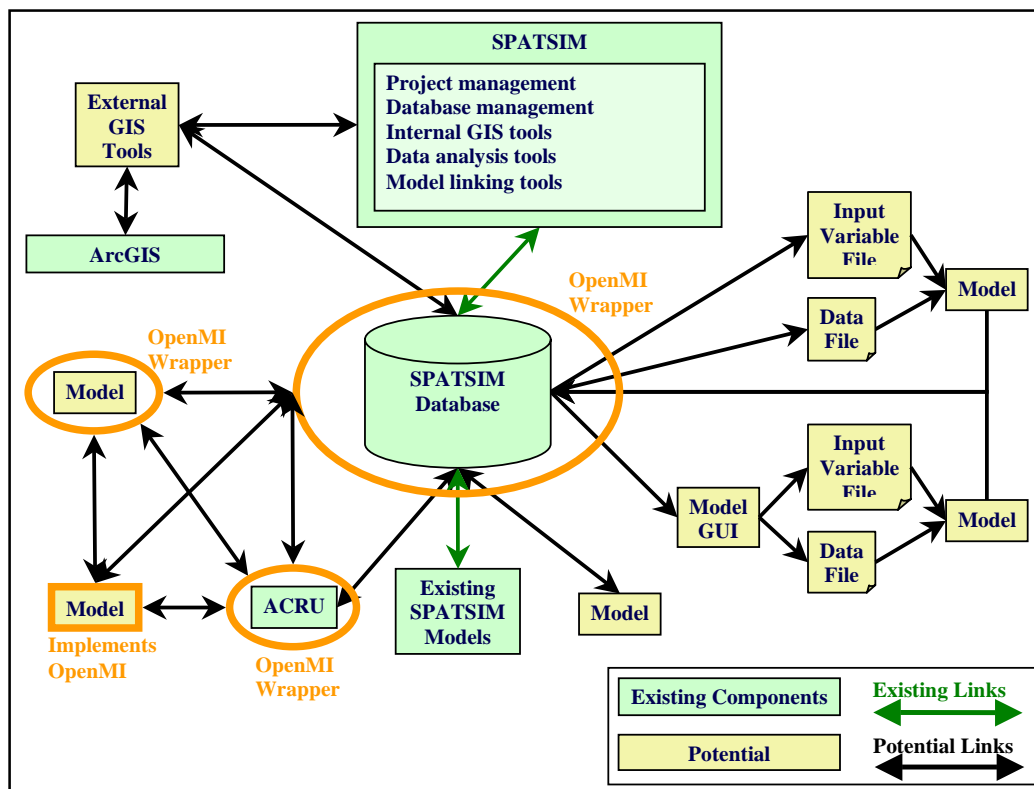 SPATSIM
Project management
Database management
Internal GIS tools
Data analysis tools
Model linking tools
External
GIS
Tools
ArcGIS
OpenMI
Wrapper
SPATSIM
Database
OpenMI
Wrapper
Model
Model
Implements
OpenMI
ACRU
OpenMI
Wrapper
Existing
SPATSIM
Models
Model
Input
Variable
File
Data
File
Model
Model
GUI
Input
Variable
File
Data
File
Model
Existing Components
Existing Links
Potential
Potential Links